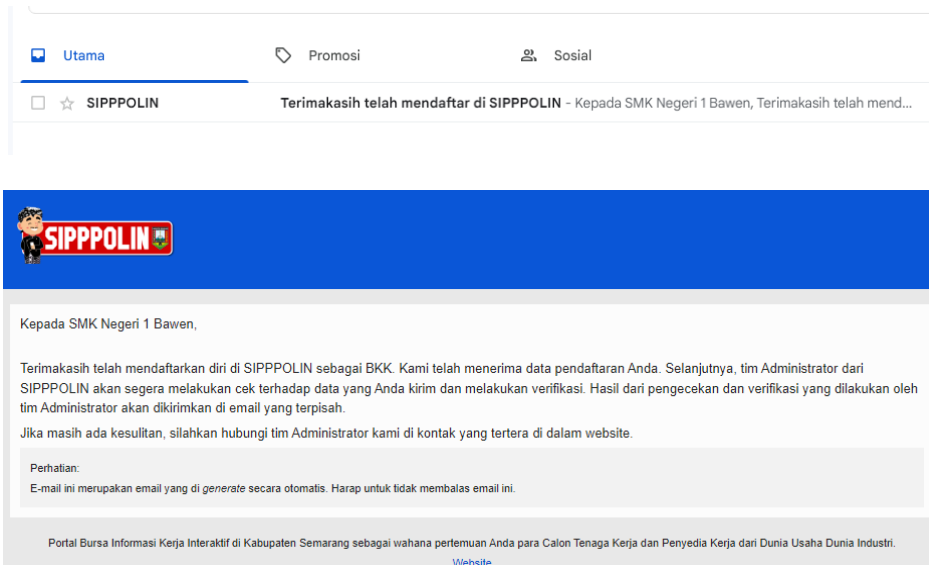 Utama
Promosi
Sosial
SIPPPOLIN
Terimakasih telah mendaftar di SIPPPOLIN - Kepada SMK Negeri 1 Bawen, Terimakasih telah mend...
SIPPPOLIN
Kepada SMK Negeri 1 Bawen,
Terimakasih telah mendaftarkan diri di SIPPPOLIN sebagai BKK. Kami telah menerima data pendaftaran Anda. Selanjutnya, tim Administrator dari
SIPPPOLIN akan segera melakukan cek terhadap data yang Anda kirim dan melakukan verifikasi. Hasil dari pengecekan dan verifikasi yang dilakukan oleh
tim Administrator akan dikirimkan di email yang terpisah.
Jika masih ada kesulitan, silahkan hubungi tim Administrator kami di kontak yang tertera di dalam website.
Perhatian:
E-mail ini merupakan email yang di generate secara otomatis. Harap untuk tidak membalas email ini.
Portal Bursa Informasi Kerja Interaktif di Kabupaten Semarang sebagai wahana pertemuan Anda para Calon Tenaga Kerja dan Penyedia Kerja dari Dunia Usaha Dunia Industri.
Website